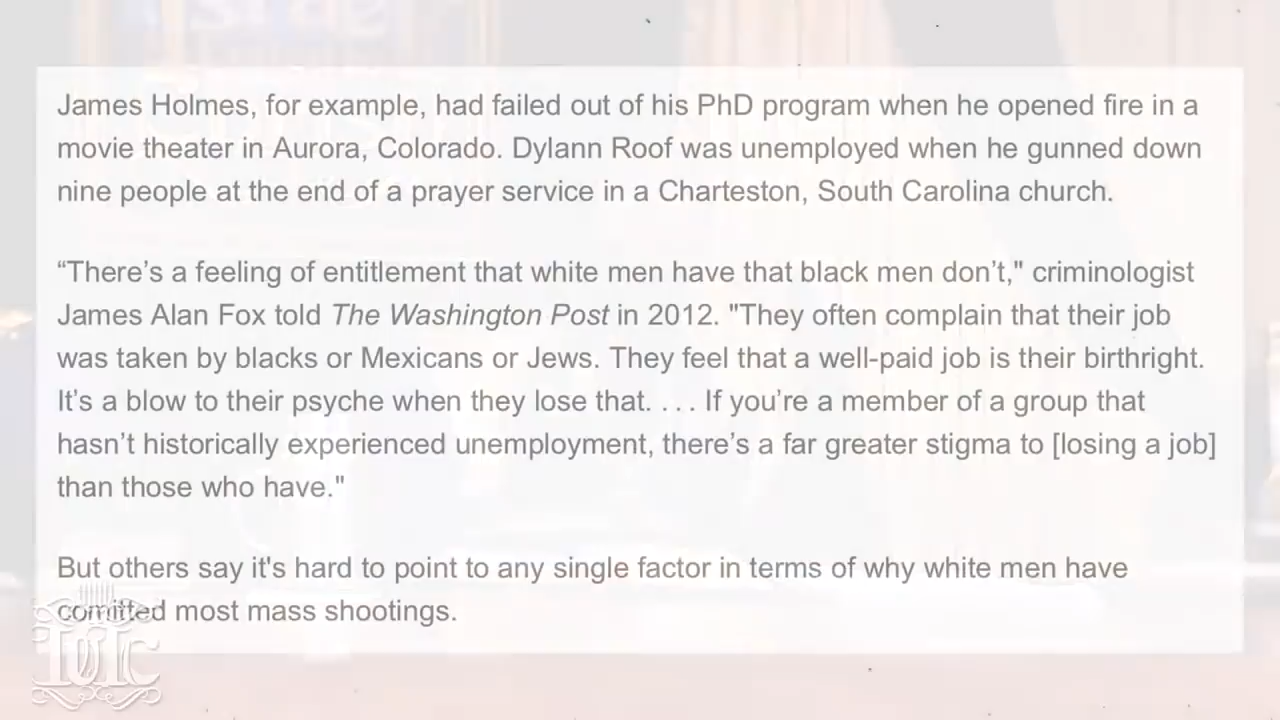 James Holmes, for example, had failed out of his PhD program when he opened fire in a
movie theater in Aurora, Colorado. Dylann Roof was unemployed when he gunned down
nine people at the end of a prayer service in a Charteston, South Carolina church.
“There’s a feeling of entitlement that white men have that black men don’t," criminologist
James Alan Fox told The Washington Post in 2012. "They often complain that their job
was taken by blacks or Mexicans or Jews. They feel that a well-paid job is their birthright.
It’s a blow to their psyche when they lose that. . . . If you’re a member of a group that
hasn’t historically experienced unemployment, there’s a far greater stigma to [losing a job]
than those who have."
But others say it's hard to point to any single factor in terms of why white men have
comitted most mass shootings.
IUIC